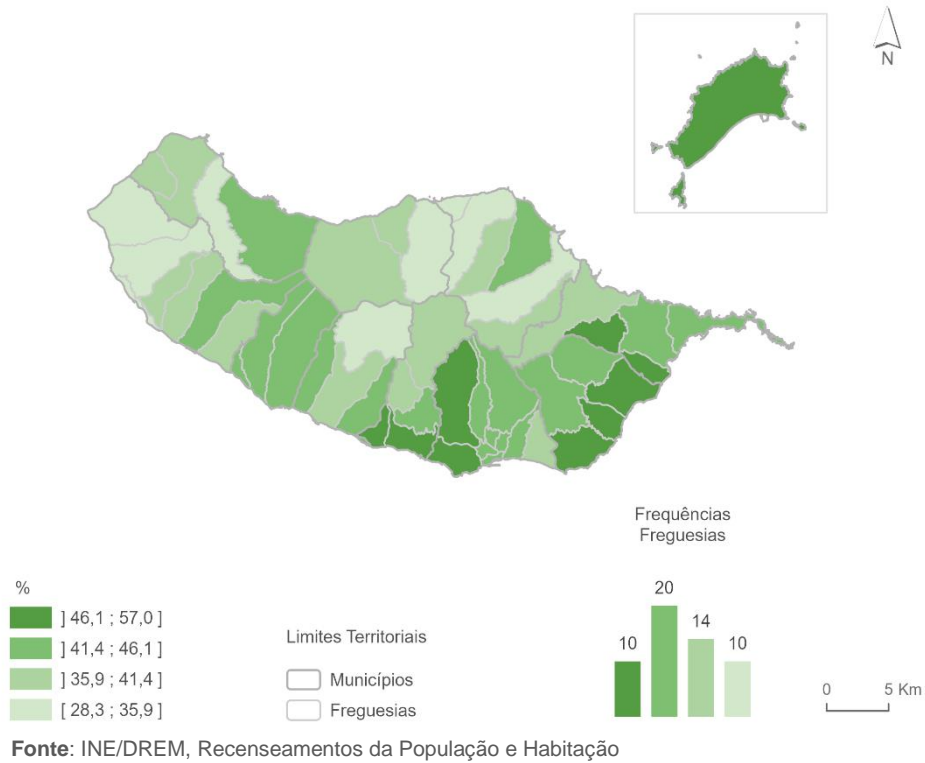 N
Frequências
Freguesias
%
] 46,1 ; 57,0 ]
] 41,4 ; 46,1 ]
] 35,9 ; 41,4 ]
[ 28,3 ; 35,9 ]
Limites Territoriais
Municípios
Freguesias
10
20
14
10
0 5 Km
Fonte: INE/DREM, Recenseamentos da População e Habitação